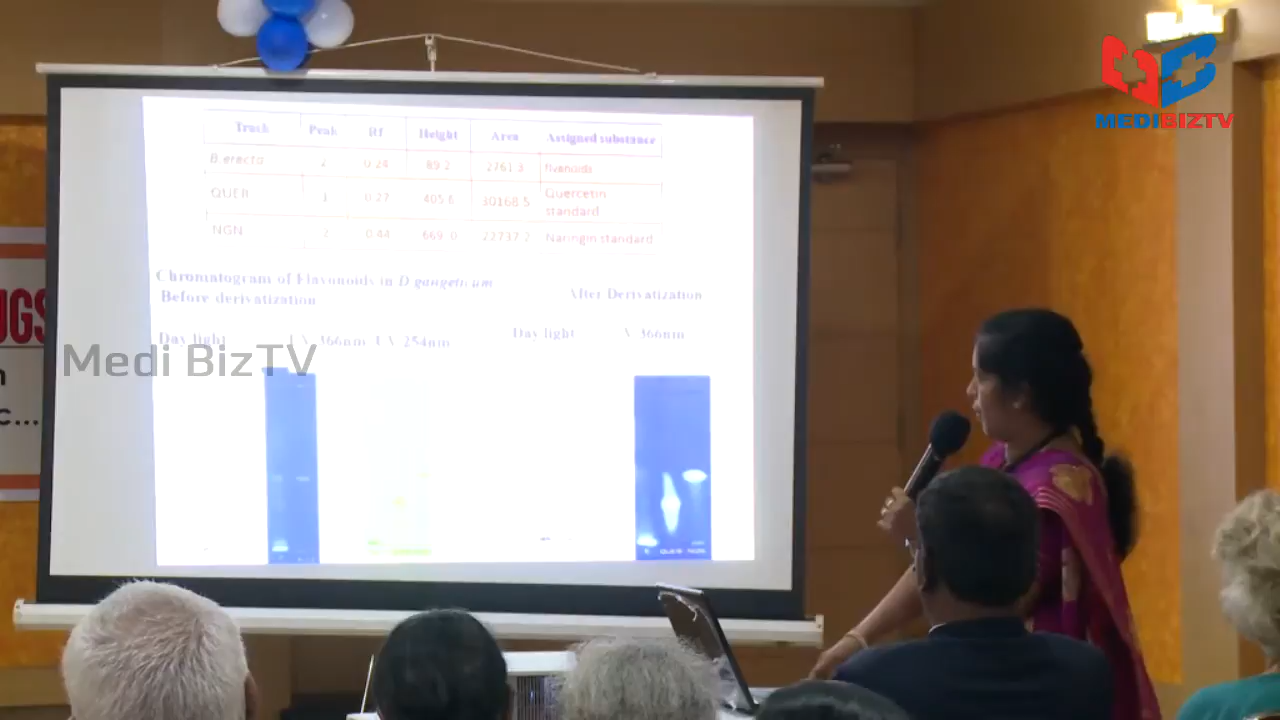 MEDIBIZTV
Track Peak Rf Height Area Assigned substance
B.erecta 2 0.24 89.2 2761.3 flvanoids
QUER 1 0.27 405.6 30168.5 Quercetin standard
NGN 2 0.44 669.0 22737.2 Naringin standard
Chromatogram of Flavonoids in D gangeticum
Before derivatization After Derivatization
Day light 366nm 254nm Day light 366nm
Medi BizTV
UGS
n
c...